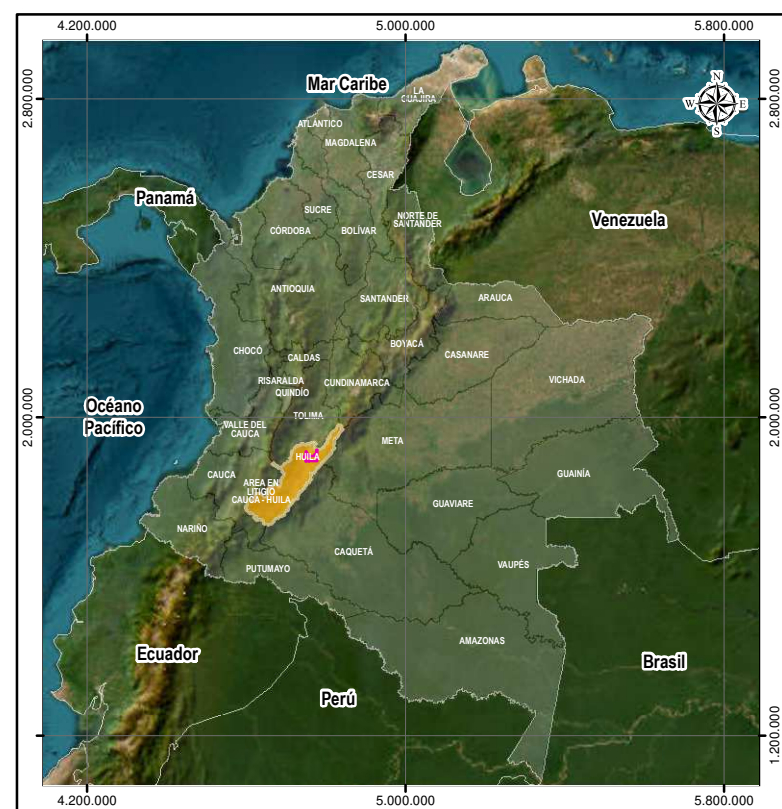 4.200.000
5.000.000
5.800.000
2.800.000
2.800.000
Mar Caribe
LA
GUAJIRA
N
W
E
S
ATLÁNTICO
MAGDALENA
CESAR
Panamá
SUCRE
NORTE DE
SANTANDER
Venezuela
CÓRDOBA
BOLÍVAR
ANTIOQUIA
SANTANDER
ARAUCA
CHOCÓ
BOYACÁ
CALDAS
CASANARE
RISARALDA
CUNDINAMARCA
VICHADA
QUINDÍO
Océano
Pacífico
TOLIMA
2.000.000
2.000.000
VALLE DEL
CAUCA
META
HUILA
CAUCA
AREA EN
LITIGIO
CAUCA - HUILA
GUAINÍA
GUAVIARE
NARIÑO
CAQUETÁ
PUTUMAYO
VAUPÉS
AMAZONAS
Ecuador
Brasil
Perú
1.200.000
1.200.000
4.200.000
5.000.000
5.800.000